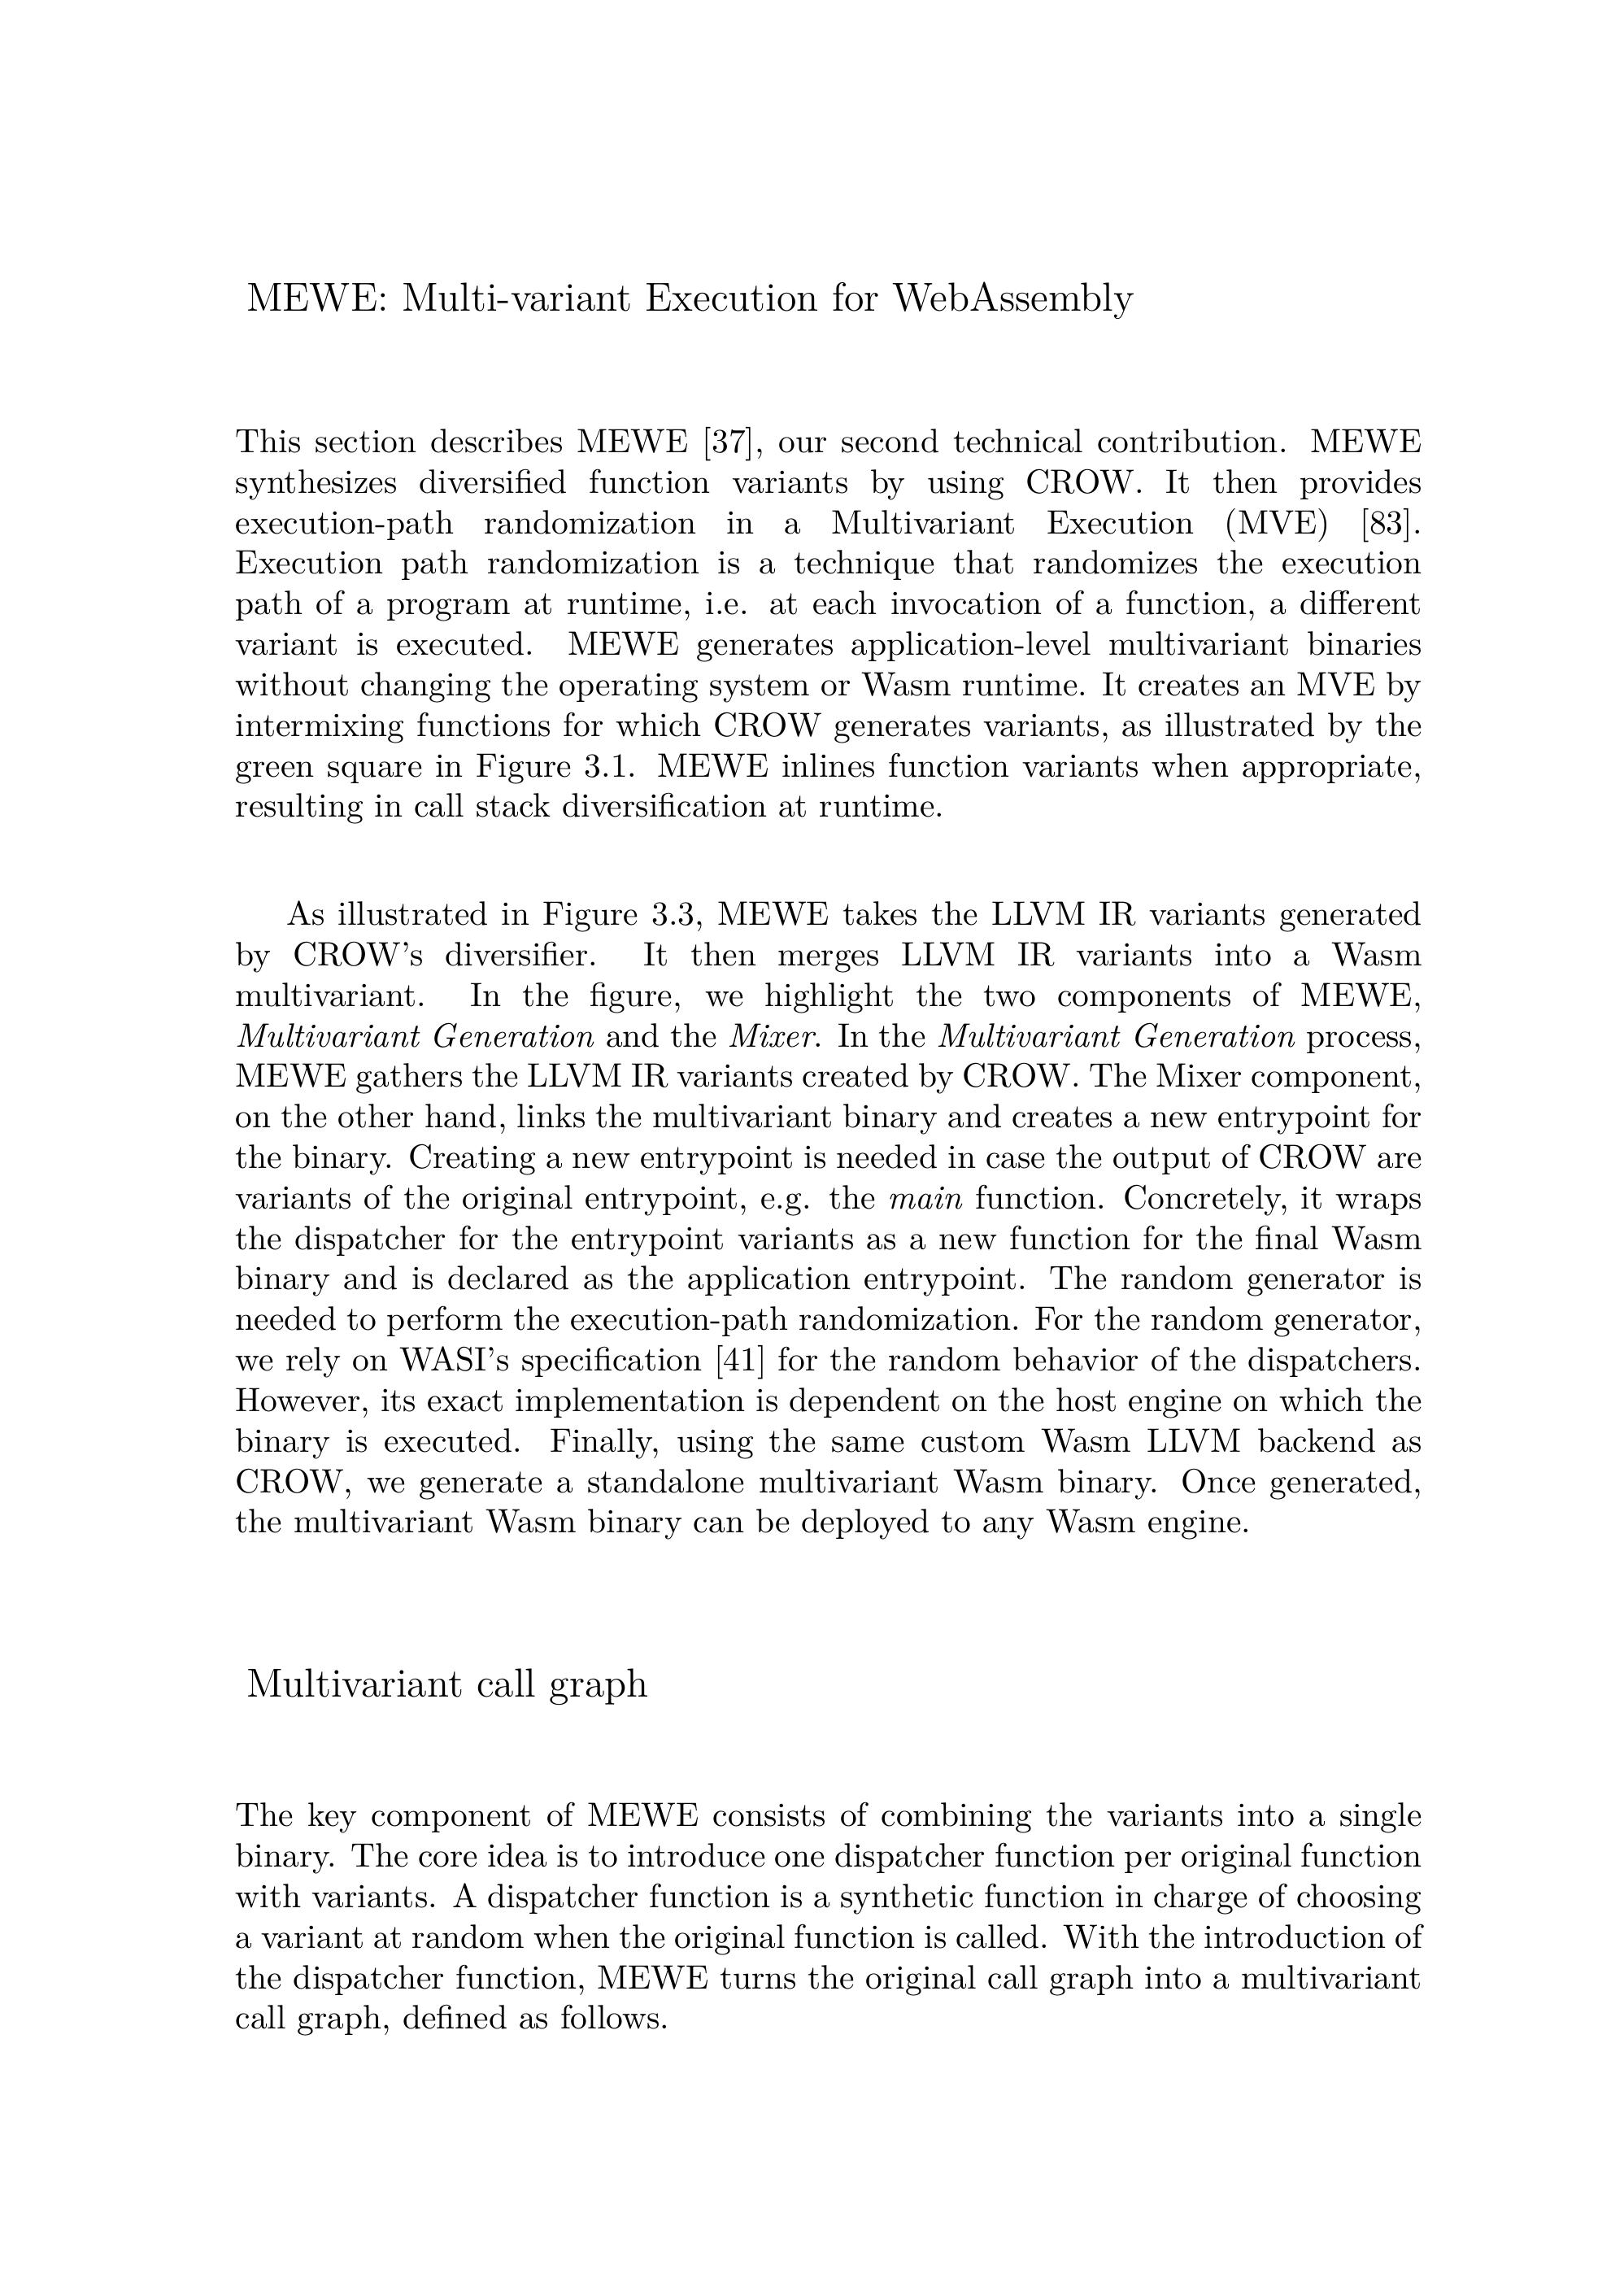 MEWE: Multi-variant Execution for WebAssembly
This section describes MEWE [37], our second technical contribution. MEWE
synthesizes diversified function variants by using CROW. It then provides
execution-path randomization in a Multivariant Execution (MVE) [83].
Execution path randomization is a technique that randomizes the execution
path of a program at runtime, i.e. at each invocation of a function, a different
variant is executed. MEWE generates application-level multivariant binaries
without changing the operating system or Wasm runtime. It creates an MVE by
intermixing functions for which CROW generates variants, as illustrated by the
green square in Figure 3.1. MEWE inlines function variants when appropriate,
resulting in call stack diversification at runtime.
As illustrated in Figure 3.3, MEWE takes the LLVM IR variants generated
by CROW's diversifier. It then merges LLVM IR variants into a Wasm
multivariant. In the figure, we highlight the two components of MEWE,
Multivariant Generation and the Mixer. In the Multivariant Generation process,
MEWE gathers the LLVM IR variants created by CROW. The Mixer component,
on the other hand, links the multivariant binary and creates a new entrypoint for
the binary. Creating a new entrypoint is needed in case the output of CROW are
variants of the original entrypoint, e.g. the main function. Concretely, it wraps
the dispatcher for the entrypoint variants as a new function for the final Wasm
binary and is declared as the application entrypoint. The random generator is
needed to perform the execution-path randomization. For the random generator,
we rely on WASI's specification [41] for the random behavior of the dispatchers.
However, its exact implementation is dependent on the host engine on which the
binary is executed. Finally, using the same custom Wasm LLVM backend as
CROW, we generate a standalone multivariant Wasm binary. Once generated,
the multivariant Wasm binary can be deployed to any Wasm engine.
Multivariant call graph
The key component of MEWE consists of combining the variants into a single
binary. The core idea is to introduce one dispatcher function per original function
with variants. A dispatcher function is a synthetic function in charge of choosing
a variant at random when the original function is called. With the introduction of
the dispatcher function, MEWE turns the original call graph into a multivariant
call graph, defined as follows.